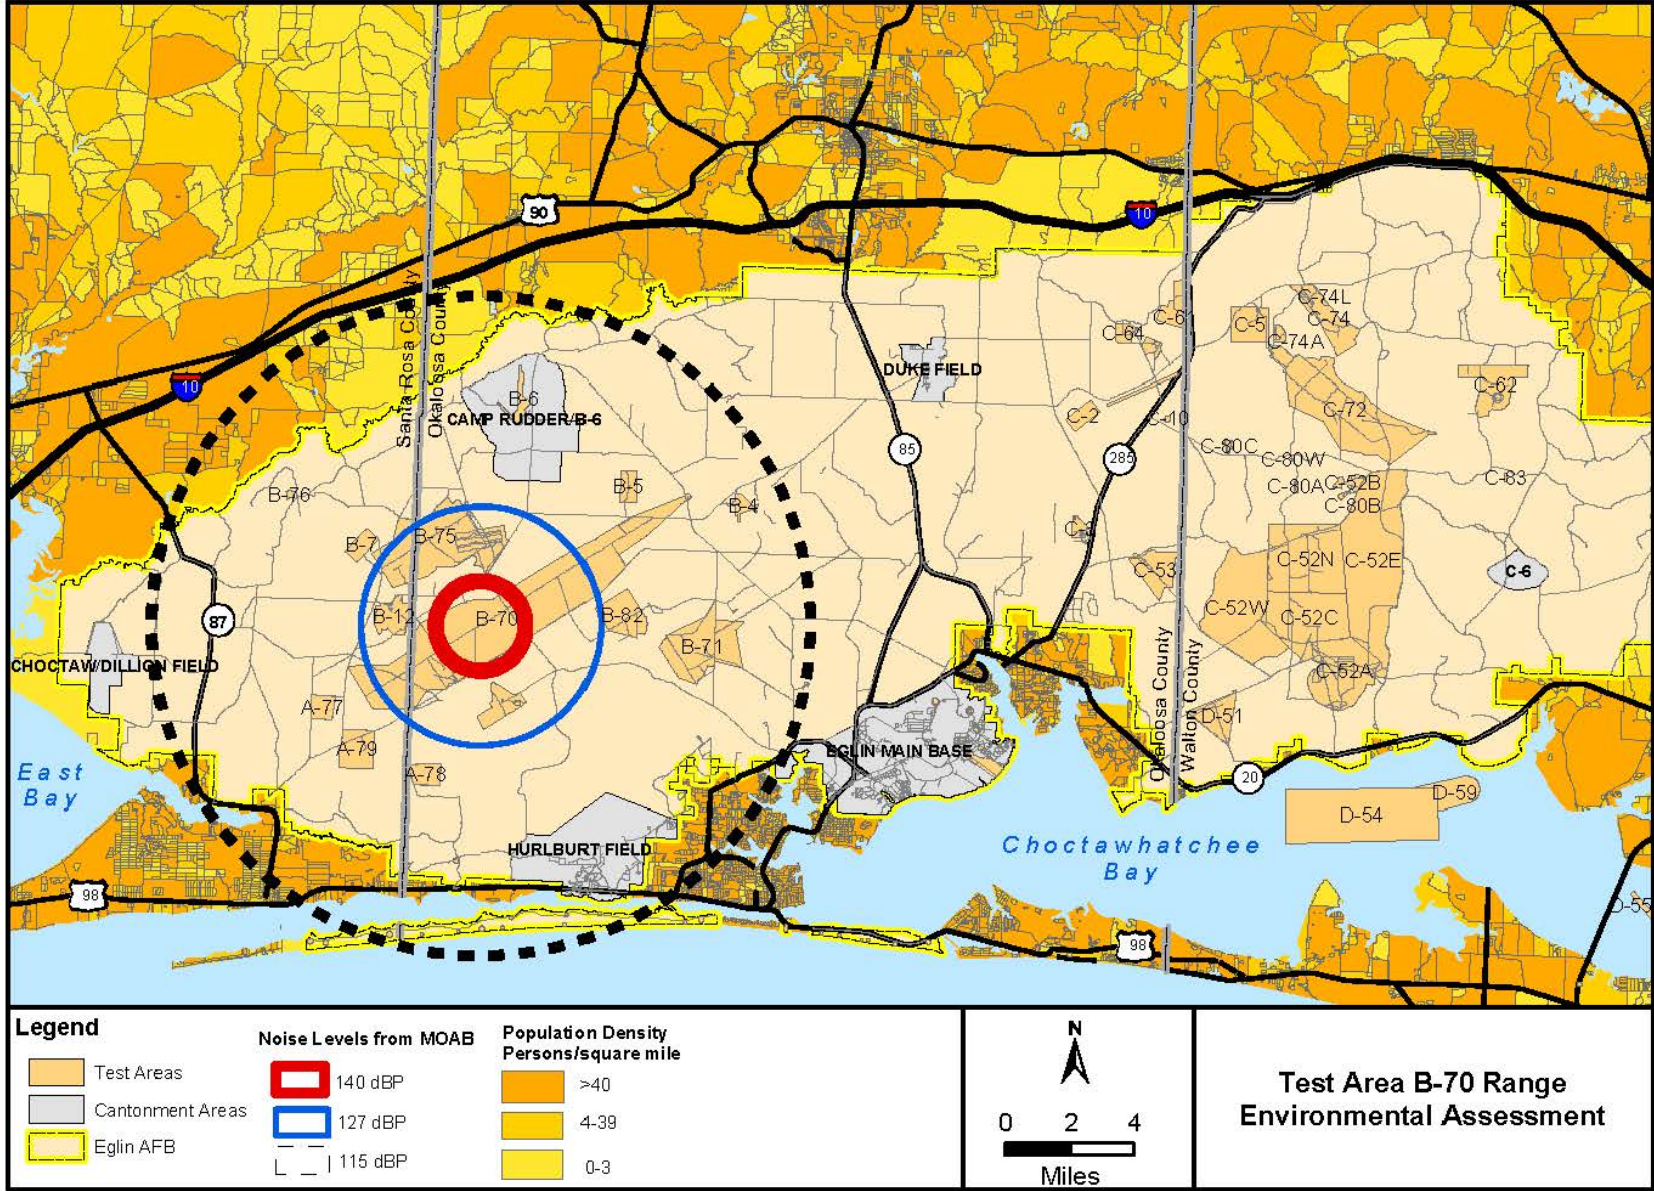 90
10
10
Santa Rosa County
Okaloosa County
C-74L
C-74
C-5
C-64
C-74A
DUKE FIELD
C-62
B-6
CAMP RUDDER/B-6
C-2
C-10
C-72
85
285
C-80C
C-80W
B-76
B-5
B-4
C-80A
C-52B
C-83
C-80B
B-75
B-7
C-52N
C-52E
C-53
C-6
B-12
B-70
B-82
C-52W
C-52C
87
B-71
CHOCTAW/DILLION FIELD
C-52A
A-77
D-51
Okaloosa County
Walton County
A-79
EGLIN MAIN BASE
East
Bay
A-78
20
D-59
D-54
HURLBURT FIELD
Choctawhatchee
Bay
98
D-55
98
Legend
Test Areas
Cantonment Areas
Eglin AFB
Noise Levels from MOAB
140 dBP
127 dBP
115 dBP
Population Density
Persons/square mile
>40
4-39
0-3
N
0 2 4
Miles
Test Area B-70 Range
Environmental Assessment